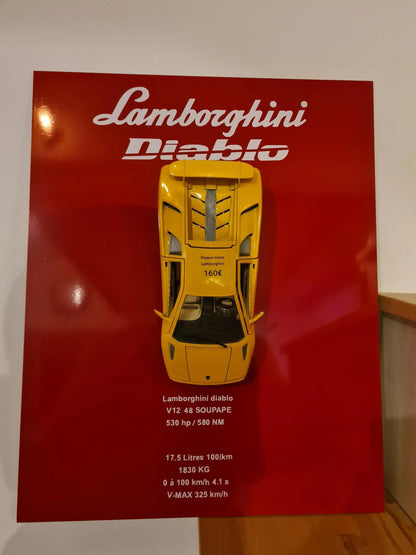 Lamborghini
Diablo
Plaque metal
Lamborghini
160€
Lamborghini diablo
V12 48 SOUPAPE
530 hp / 580 NM
17.5 Litres 100/km
1830 KG
0 à 100 km/h 4.1 s
V-MAX 325 km/h